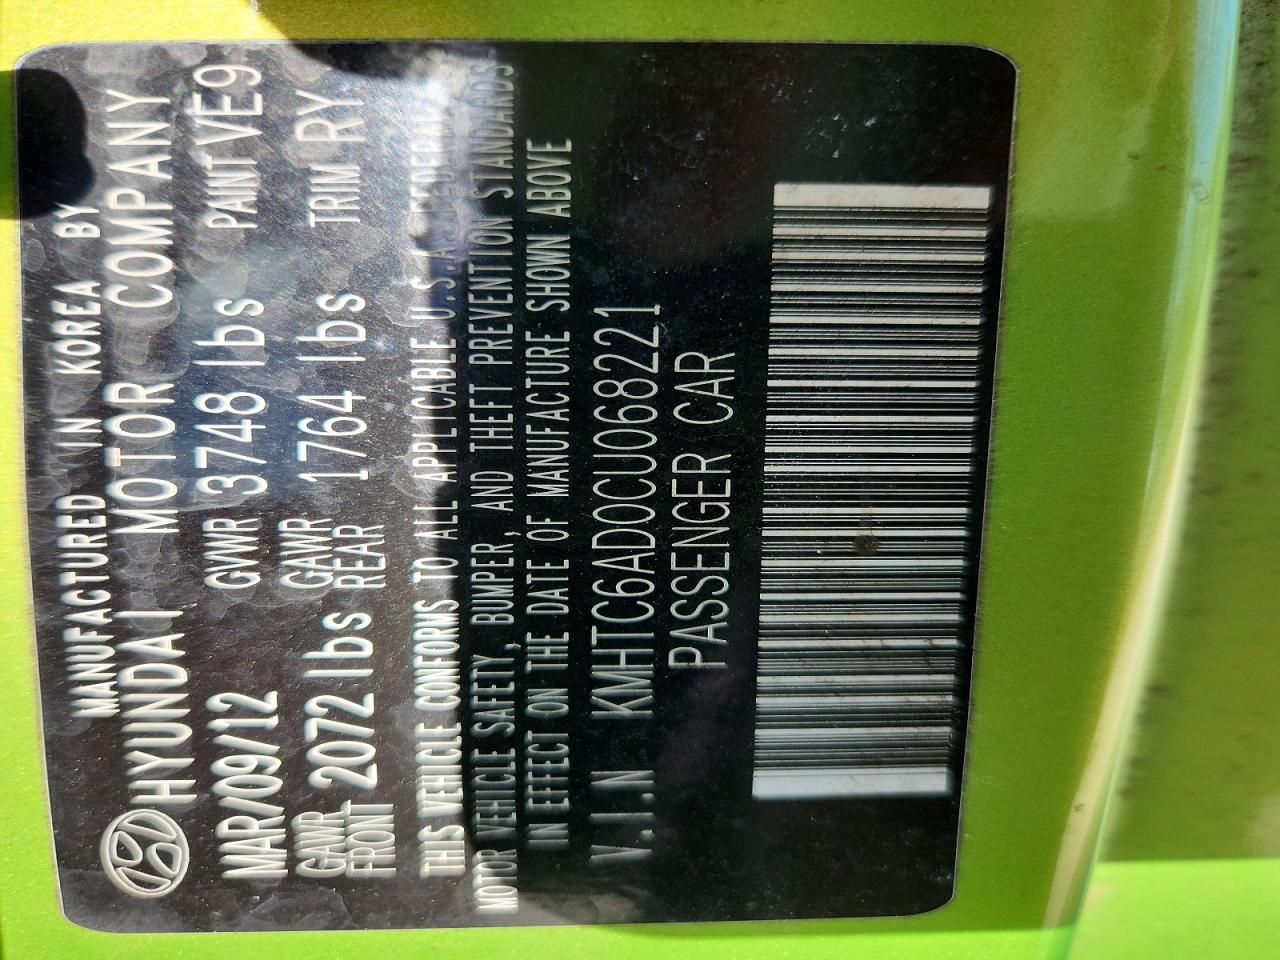 MANUFACTURED IN KOREA BY
HYUNDAI MOTOR COMPANY
MAR/09/12 GVWR 3748 lbs PAINT VE9
GAWR FRONT 2072 lbs GAWR REAR 1764 lbs TRIM RY
THIS VEHICLE CONFORMS TO ALL APPLICABLE U.S.A. FEDERAL
MOTOR VEHICLE SAFETY, BUMPER, AND THEFT PREVENTION STANDARDS
IN EFFECT ON THE DATE OF MANUFACTURE SHOWN ABOVE
V.I.N KMHTC6AD0CU068221
PASSENGER CAR